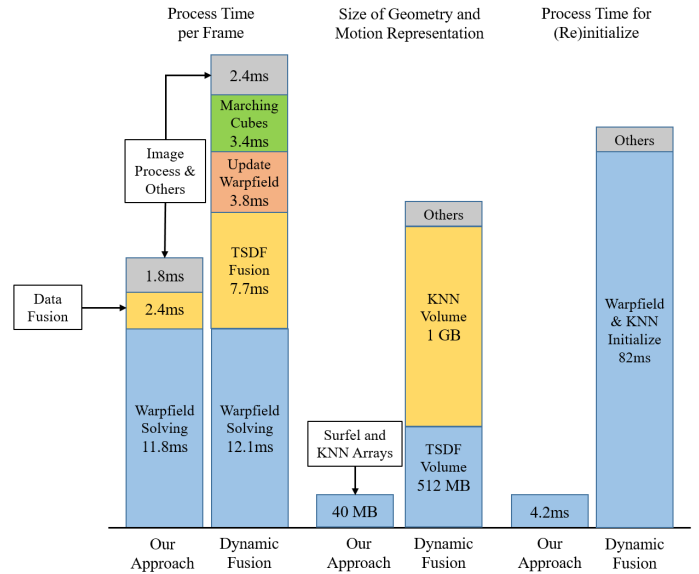 Process Time
per Frame
Size of Geometry and
Motion Representation
Process Time for
(Re)initialize
2.4ms
Marching
Cubes
3.4ms
Image
Process &
Others
Update
Warpfield
3.8ms
TSDF
Fusion
7.7ms
1.8ms
Data
Fusion
2.4ms
Warpfield
Solving
11.8ms
Warpfield
Solving
12.1ms
Others
KNN
Volume
1 GB
Surfel and
KNN Arrays
TSDF
Volume
512 MB
40 MB
Others
Warpfield
& KNN
Initialize
82ms
4.2ms
Our
Approach
Dynamic
Fusion
Our
Approach
Dynamic
Fusion
Our
Approach
Dynamic
Fusion